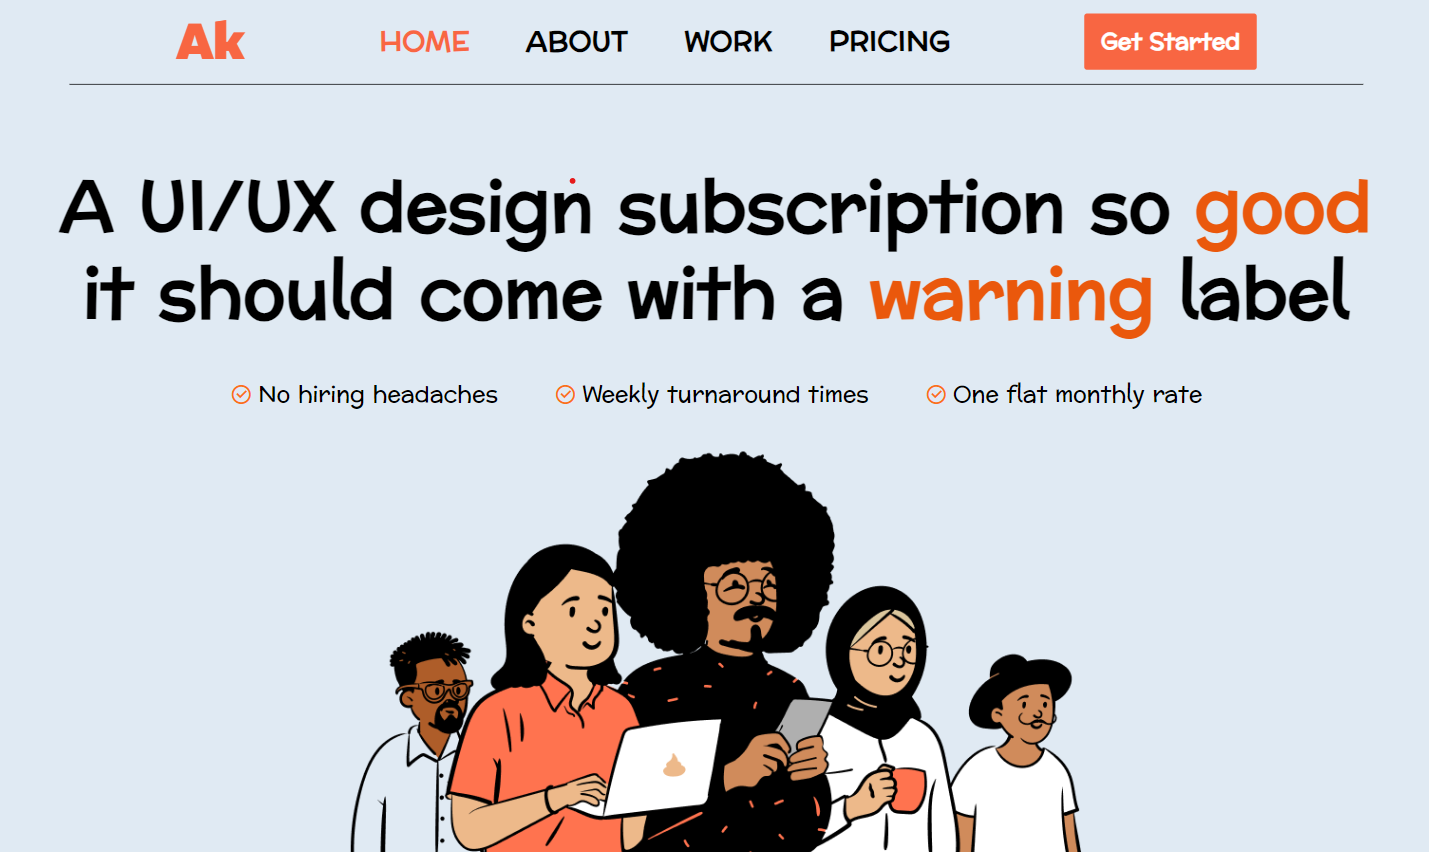 Ak
HOME ABOUT WORK PRICING
Get Started
A UI/UX design subscription so good
it should come with a warning label
No hiring headaches
Weekly turnaround times
One flat monthly rate